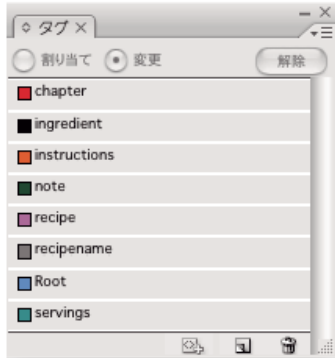 タグ
割り当て 変更 解除
chapter
ingredient
instructions
note
recipe
recipename
Root
servings